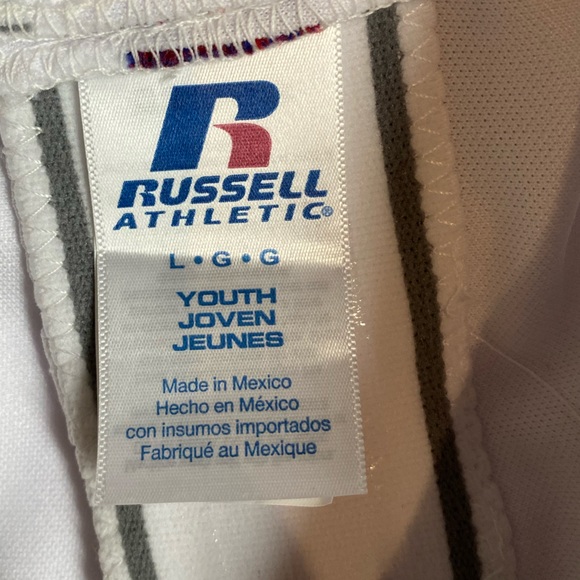 R
RUSSELL
ATHLETIC®
L • G • G
YOUTH
JOVEN
JEUNES
Made in Mexico
Hecho en México
con insumos importados
Fabriqué au Mexique